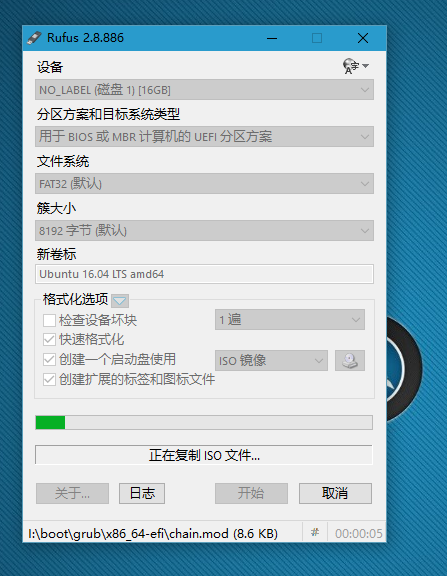 Rufus 2.8.886
设备
NO_LABEL (磁盘 1) [16GB]
分区方案和目标系统类型
用于 BIOS 或 MBR 计算机的 UEFI 分区方案
文件系统
FAT32 (默认)
簇大小
8192 字节 (默认)
新卷标
Ubuntu 16.04 LTS amd64
格式化选项
检查设备坏块 1 遍
快速格式化
创建一个启动盘使用 ISO 镜像
创建扩展的标签和图标文件
正在复制 ISO 文件...
关于... 日志 开始 取消
I:\boot\grub\x86_64-efi\chain.mod (8.6 KB) # 00:00:05